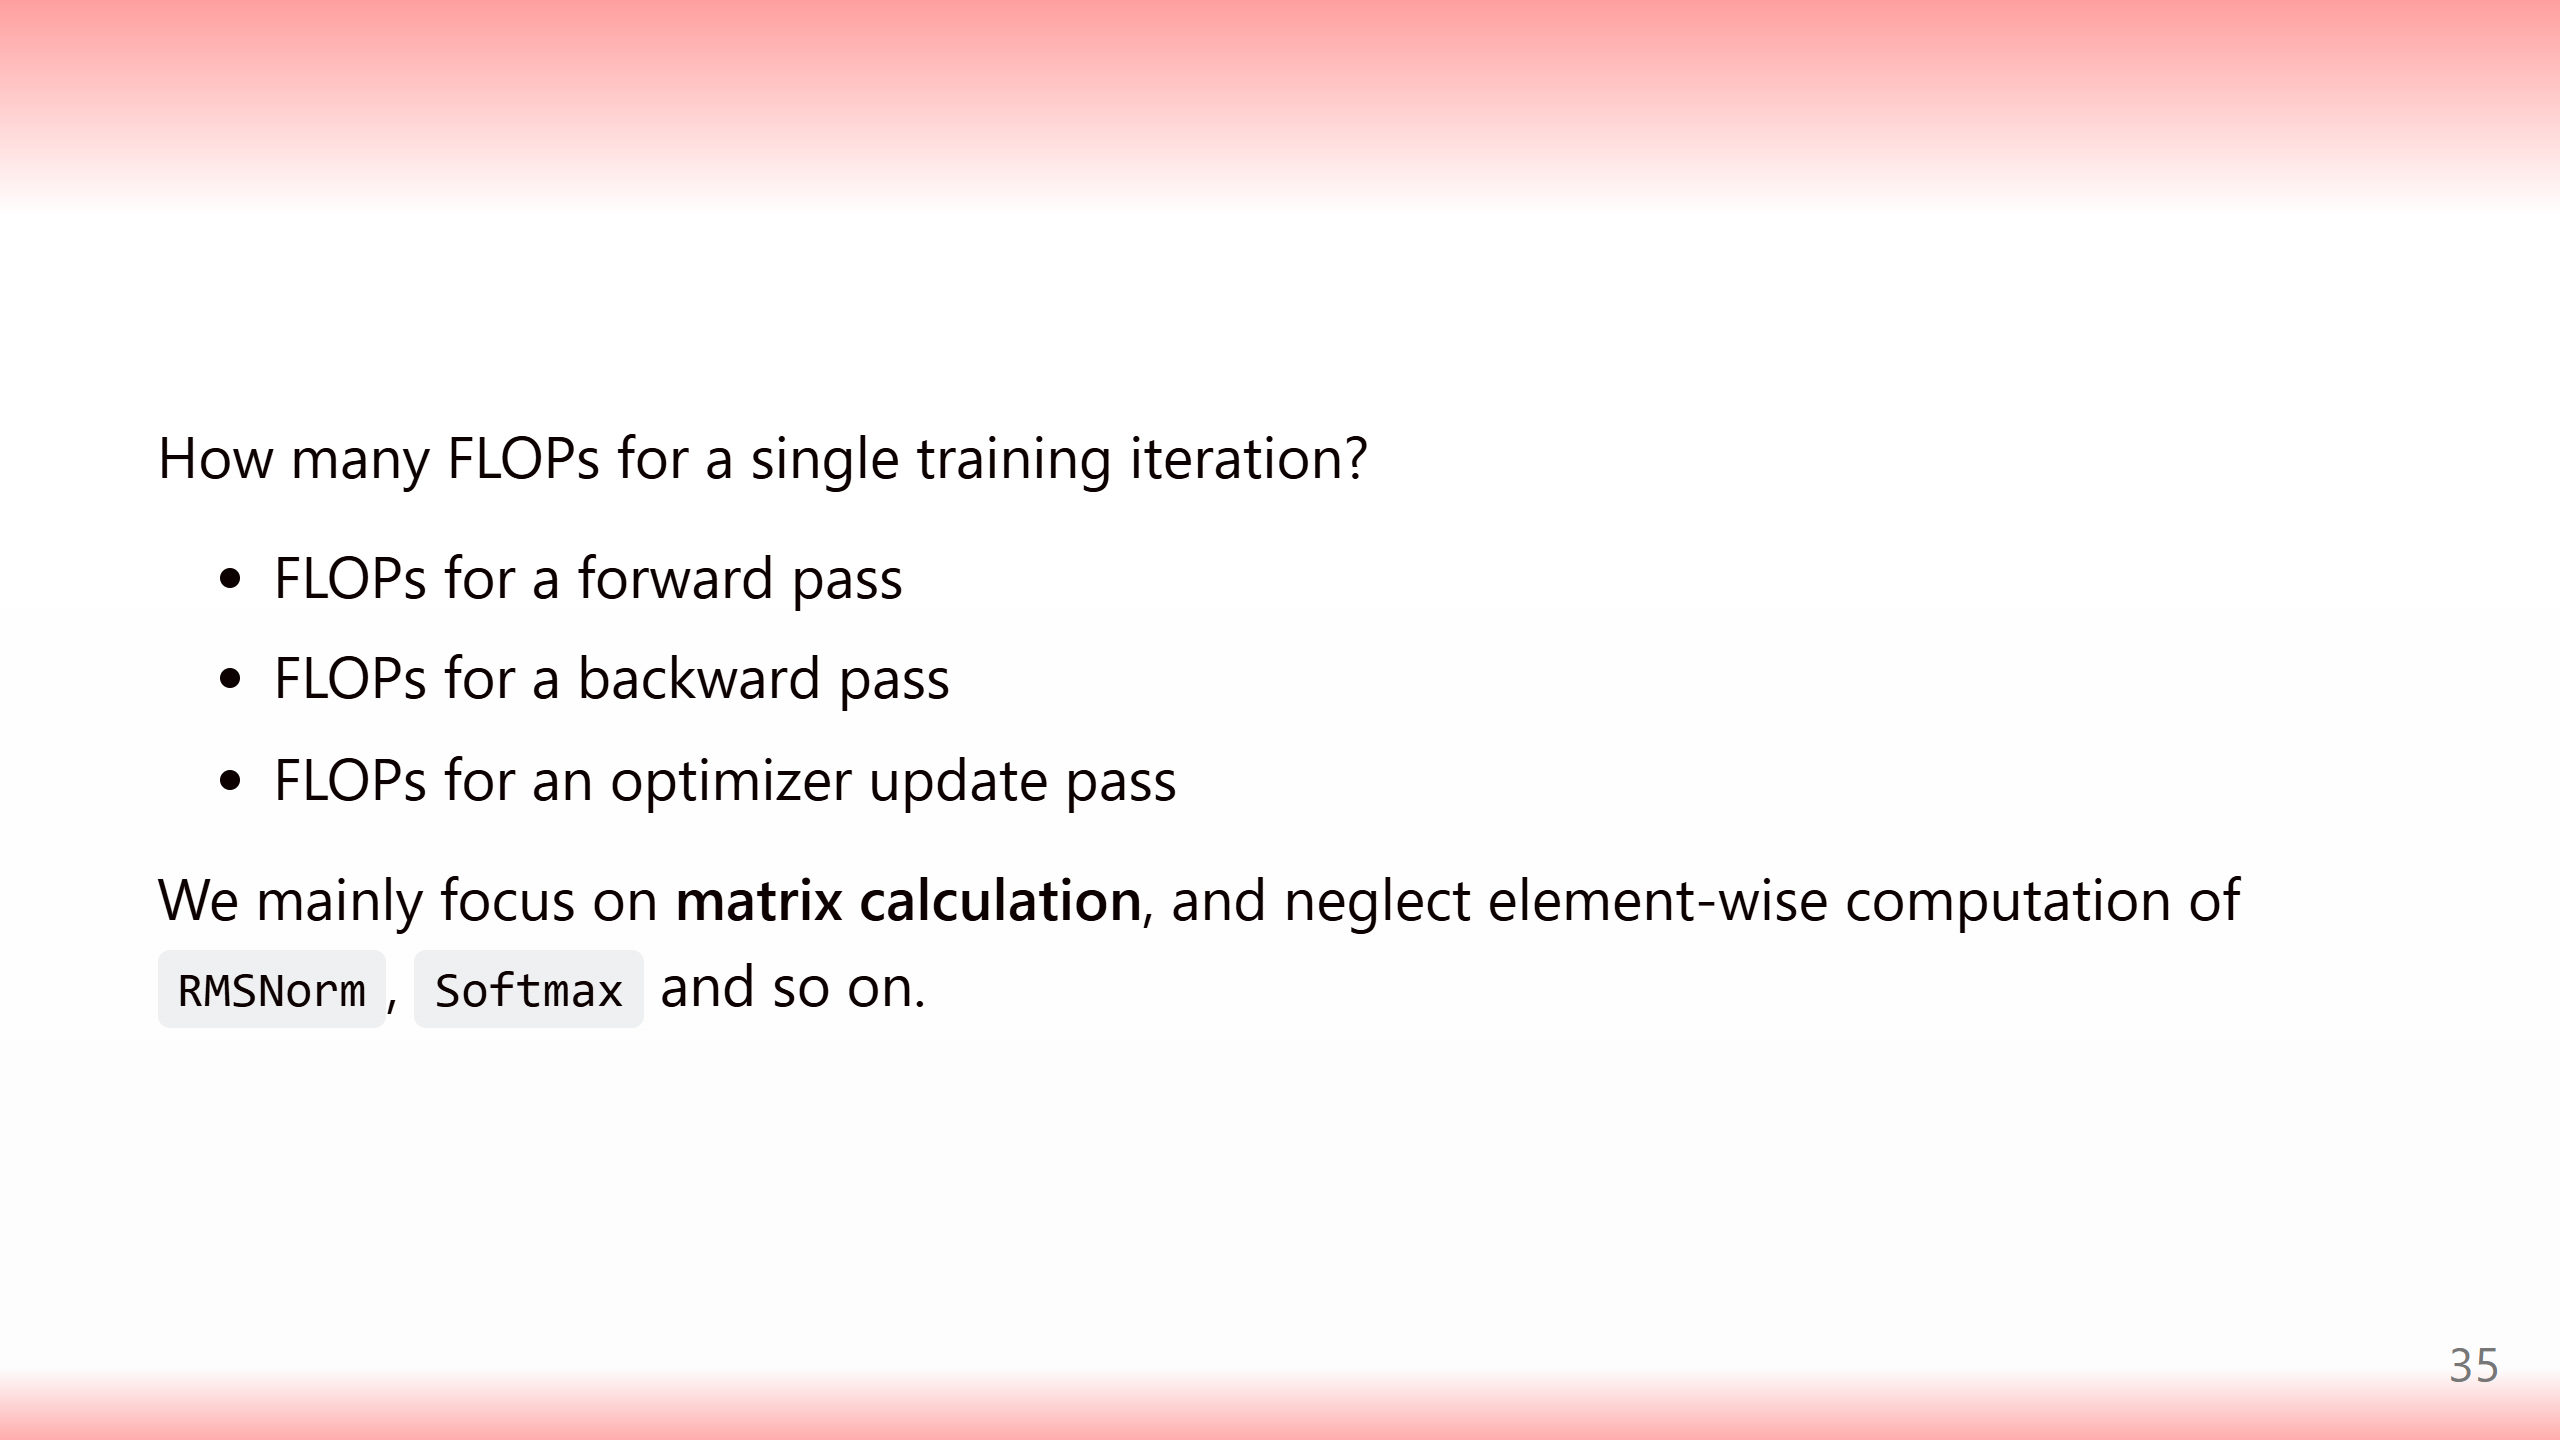 How many FLOPs for a single training iteration?
• FLOPs for a forward pass
• FLOPs for a backward pass
• FLOPs for an optimizer update pass
We mainly focus on matrix calculation, and neglect element-wise computation of
RMSNorm, Softmax and so on.
35